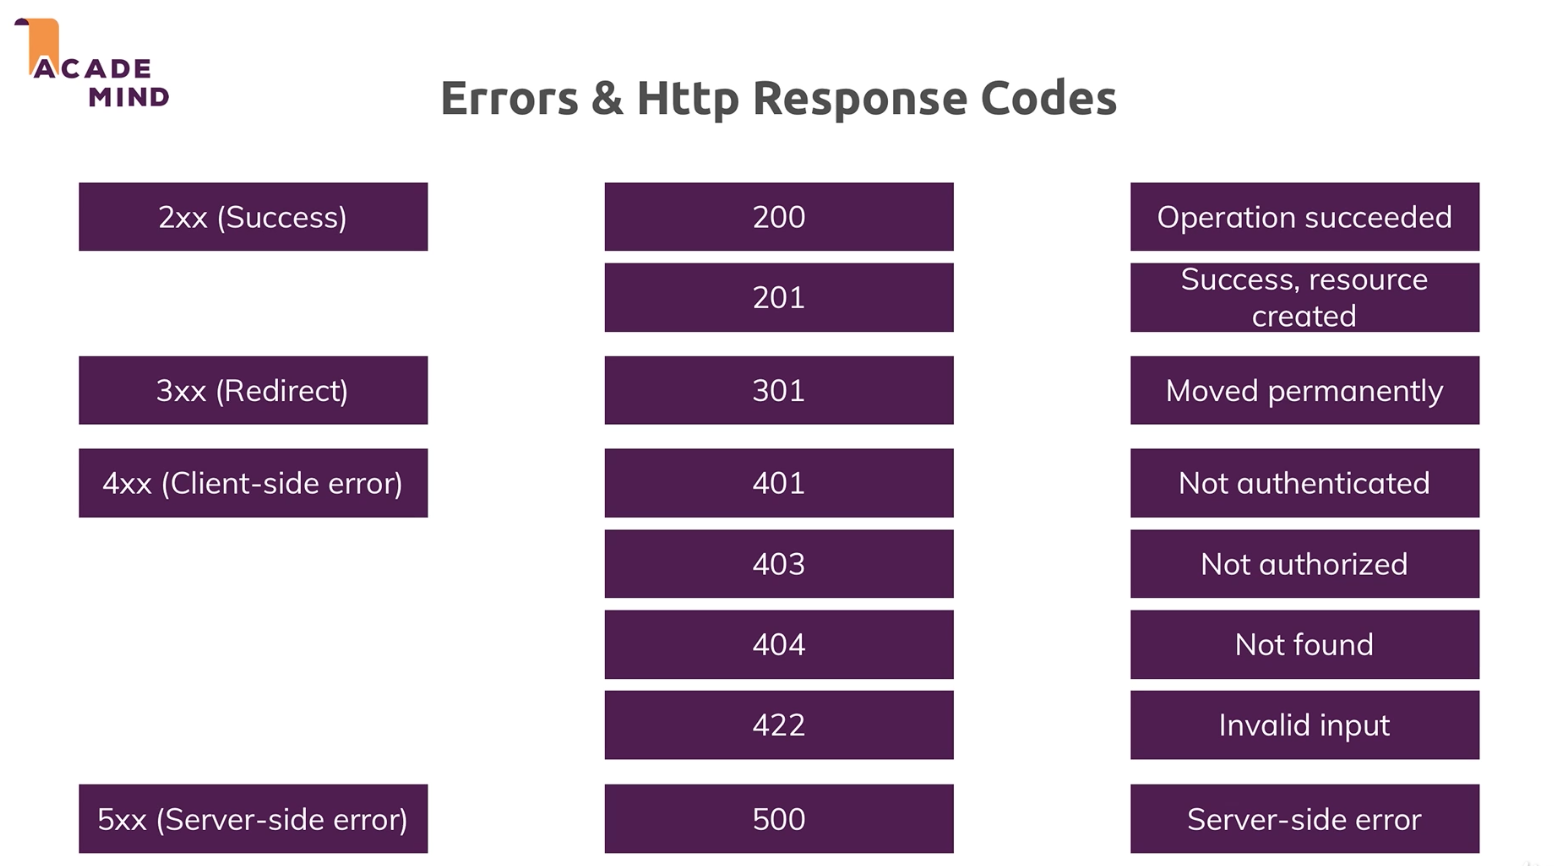 ACADE
MIND
Errors & Http Response Codes
2xx (Success)
200
Operation succeeded
201
Success, resource
created
3xx (Redirect)
301
Moved permanently
4xx (Client-side error)
401
Not authenticated
403
Not authorized
404
Not found
422
Invalid input
5xx (Server-side error)
500
Server-side error